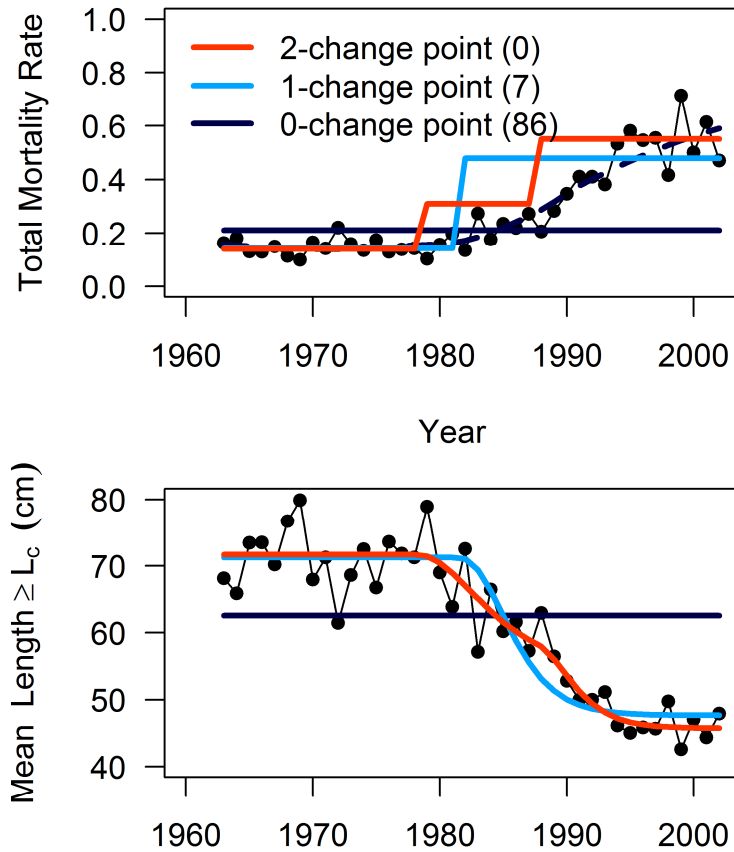 Total Mortality Rate
1.0
0.8
0.6
0.4
0.2
0.0
2-change point (0)
1-change point (7)
0-change point (86)
1960 1970 1980 1990 2000
Year
Mean Length ≥ Lc (cm)
80
70
60
50
40
1960 1970 1980 1990 2000